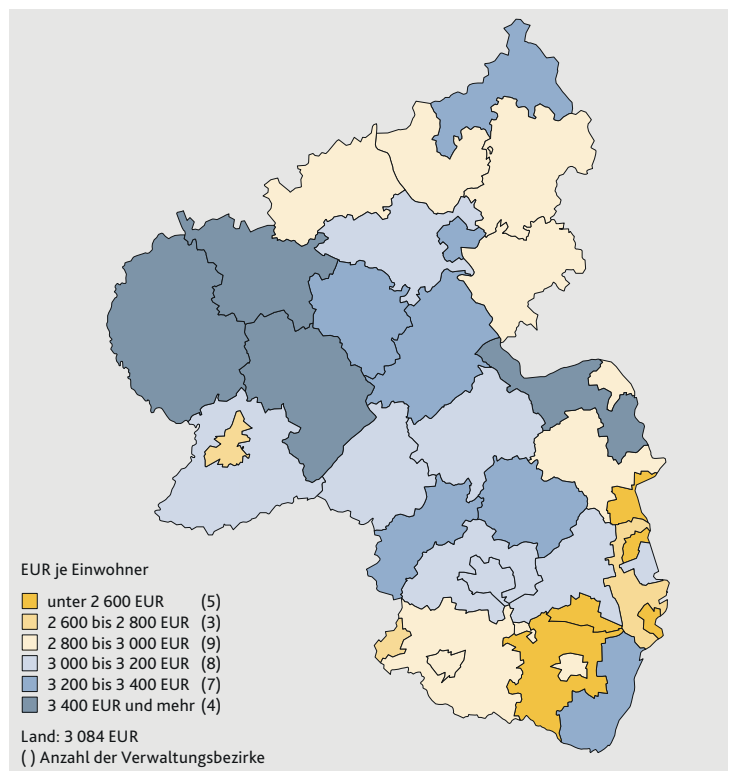 EUR je Einwohner
unter 2 600 EUR (5)
2 600 bis 2 800 EUR (3)
2 800 bis 3 000 EUR (9)
3 000 bis 3 200 EUR (8)
3 200 bis 3 400 EUR (7)
3 400 EUR und mehr (4)
Land: 3 084 EUR
( ) Anzahl der Verwaltungsbezirke